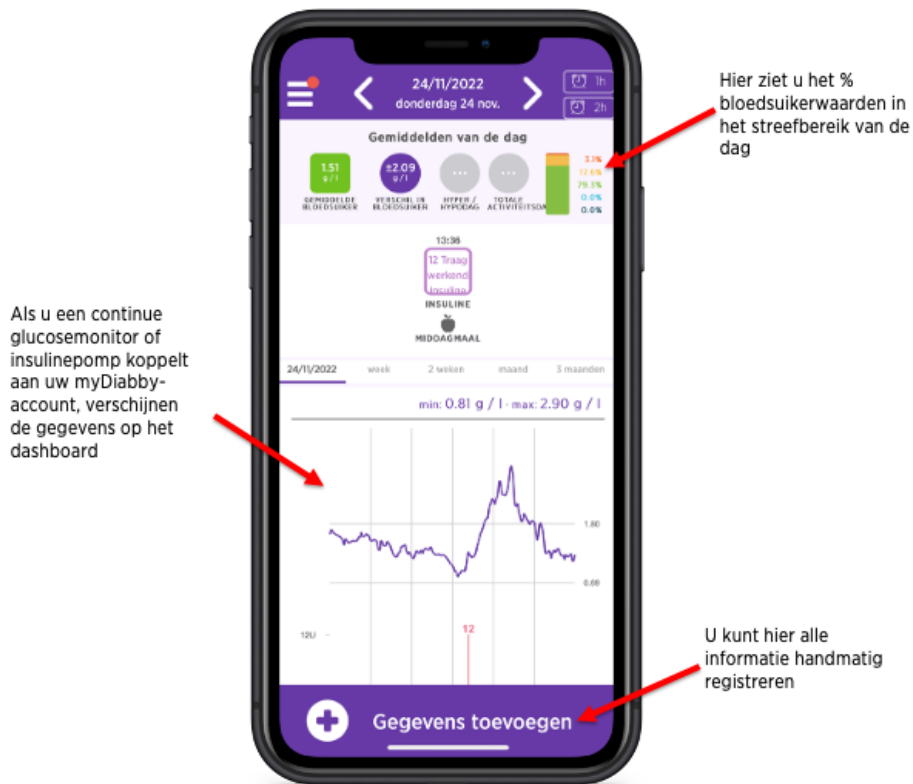 24/11/2022
donderdag 24 nov.
1h
2h
Gemiddelden van de dag
1.51
g / l
±2.09
g / l
...
...
GEMIDDELDE
BLOEDSUIKER
VERSCHIL IN
BLOEDSUIKER
HYPER /
HYPODAG
TOTALE
ACTIVITEITSDA
3.1%
17.6%
79.3%
0.0%
0.0%
Hier ziet u het %
bloedsuikerwaarden in
het streefbereik van de
dag
13:36
12 Traag
werkend
insuline
INSULINE
MIDDAGMAAL
Als u een continue
glucosemonitor of
insulinepomp koppelt
aan uw myDiabby-
account, verschijnen
de gegevens op het
dashboard
24/11/2022 week 2 weken maand 3 maanden
min: 0.81 g / l - max: 2.90 g / l
1.80
0.69
12U
12
U kunt hier alle
informatie handmatig
registreren
Gegevens toevoegen